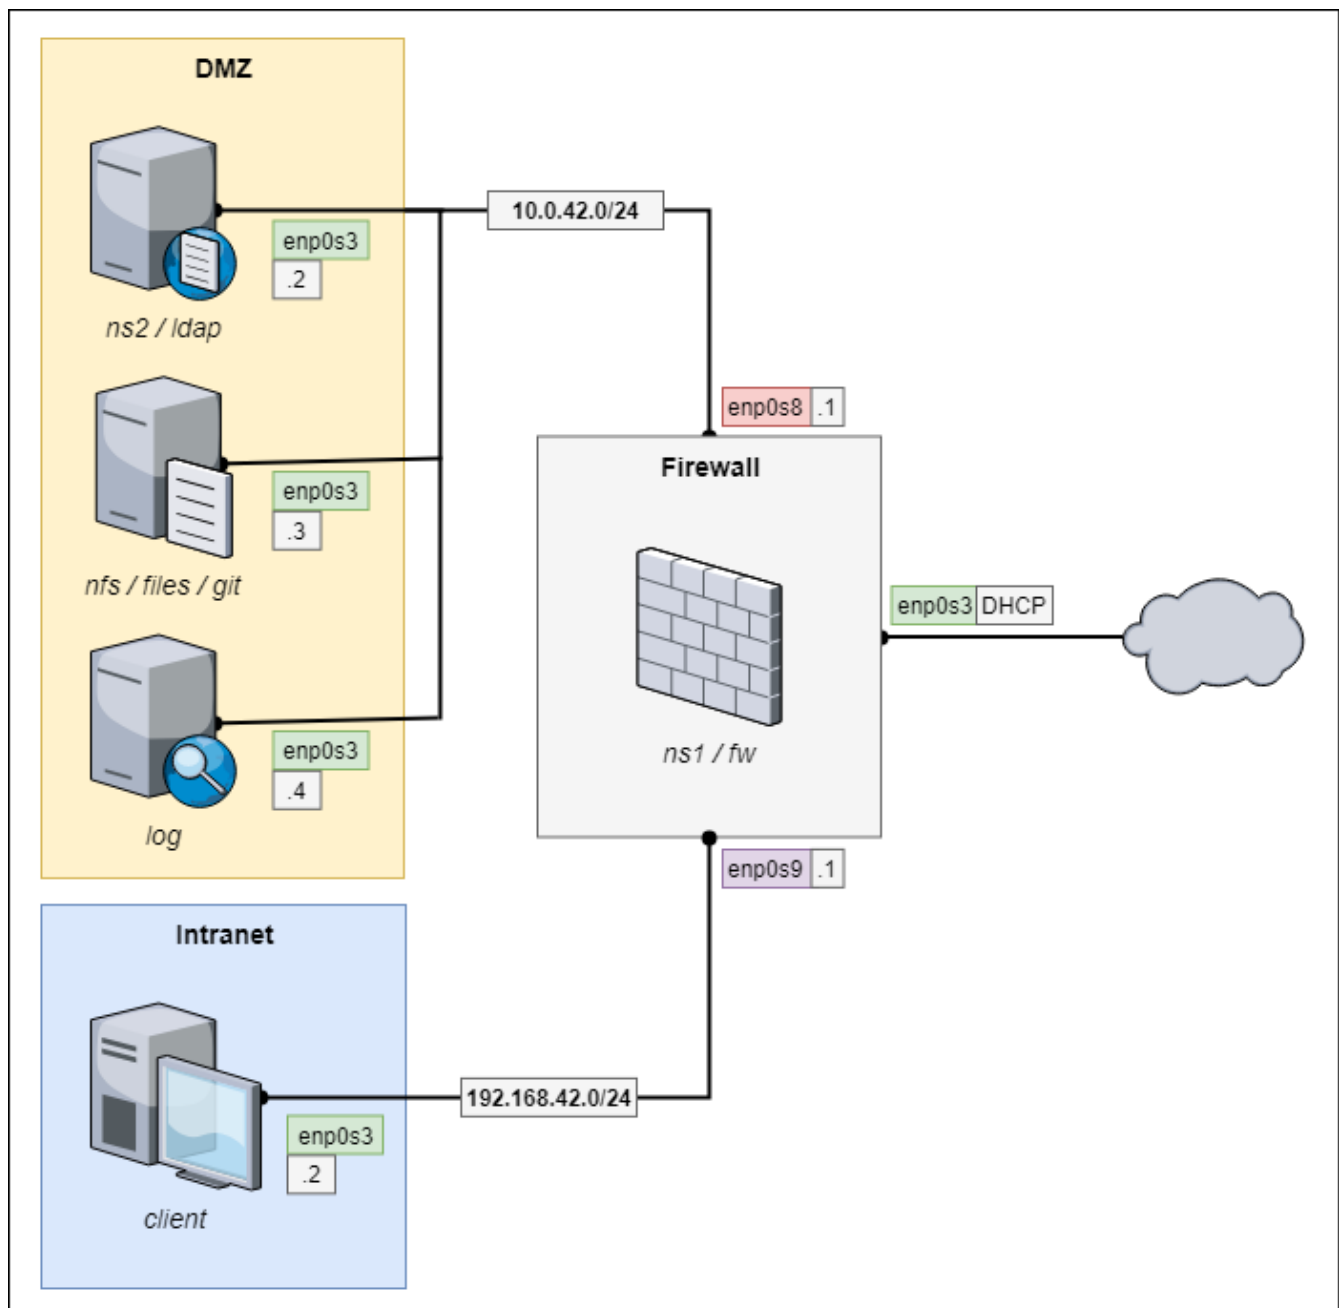 DMZ
enp0s3
.2
ns2 / ldap
enp0s3
.3
nfs / files / git
enp0s3
.4
log
10.0.42.0/24
enp0s8 .1
Firewall
ns1 / fw
enp0s3 DHCP
enp0s9 .1
Intranet
192.168.42.0/24
enp0s3
.2
client